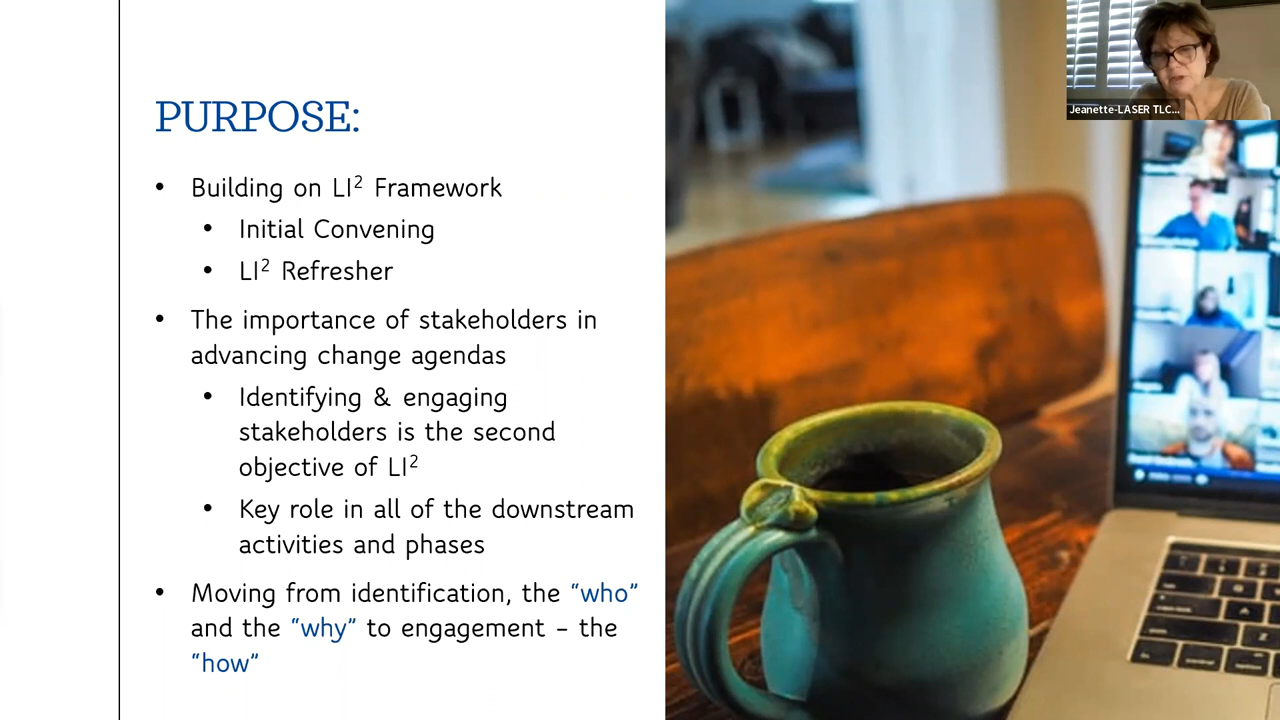 PURPOSE:
• Building on LI² Framework
• Initial Convening
• LI² Refresher
• The importance of stakeholders in
advancing change agendas
• Identifying & engaging
stakeholders is the second
objective of LI²
• Key role in all of the downstream
activities and phases
• Moving from identification, the “who”
and the “why” to engagement – the
“how”
Jeanette-LASER TLC...